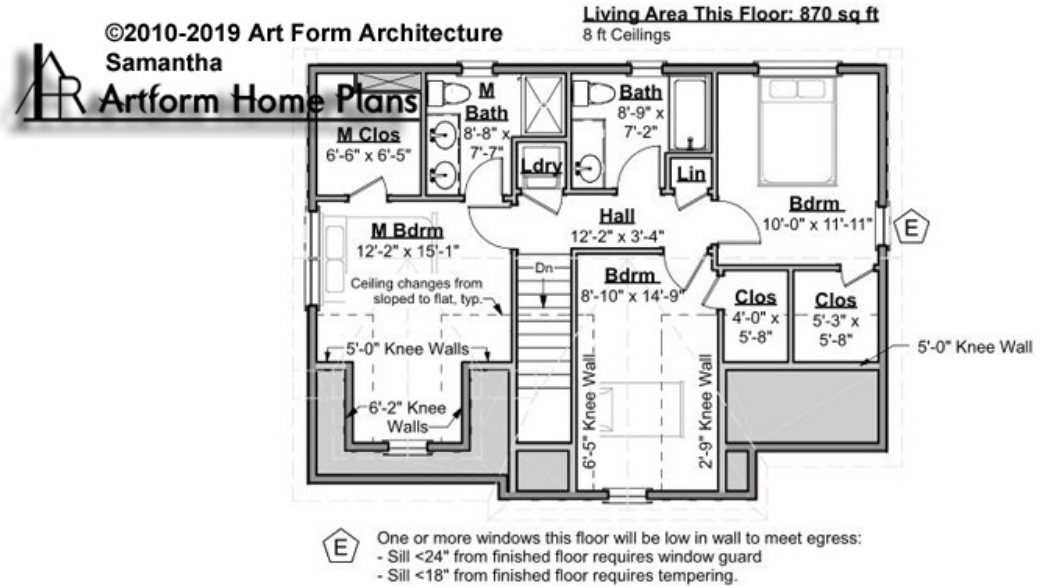 ©2010-2019 Art Form Architecture
Samantha
Artform Home Plans
Living Area This Floor: 870 sq ft
8 ft Ceilings
M Clos
6'-6" x 6'-5"
M
Bath
8'-8" x
7'-7"
Ldry
Bath
8'-9" x
7'-2"
Lin
Bdrm
10'-0" x 11'-11"
E
M Bdrm
12'-2" x 15'-1"
Hall
12'-2" x 3'-4"
Ceiling changes from
sloped to flat, typ.
Dn
Bdrm
8'-10" x 14'-9"
Clos
4'-0" x
5'-8"
Clos
5'-3" x
5'-8"
5'-0" Knee Walls
5'-0" Knee Wall
6'-2" Knee
Walls
6'-5" Knee Wall
2'-9" Knee Wall
E
One or more windows this floor will be low in wall to meet egress:
- Sill <24" from finished floor requires window guard
- Sill <18" from finished floor requires tempering.